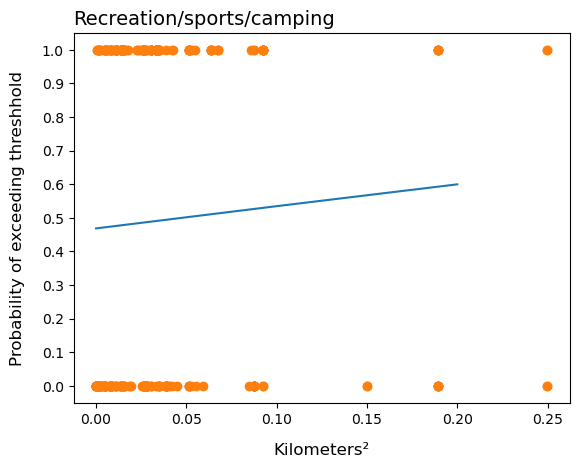 Recreation/sports/camping
Probability of exceeding threshhold
1.0
0.9
0.8
0.7
0.6
0.5
0.4
0.3
0.2
0.1
0.0
0.00 0.05 0.10 0.15 0.20 0.25
Kilometers²